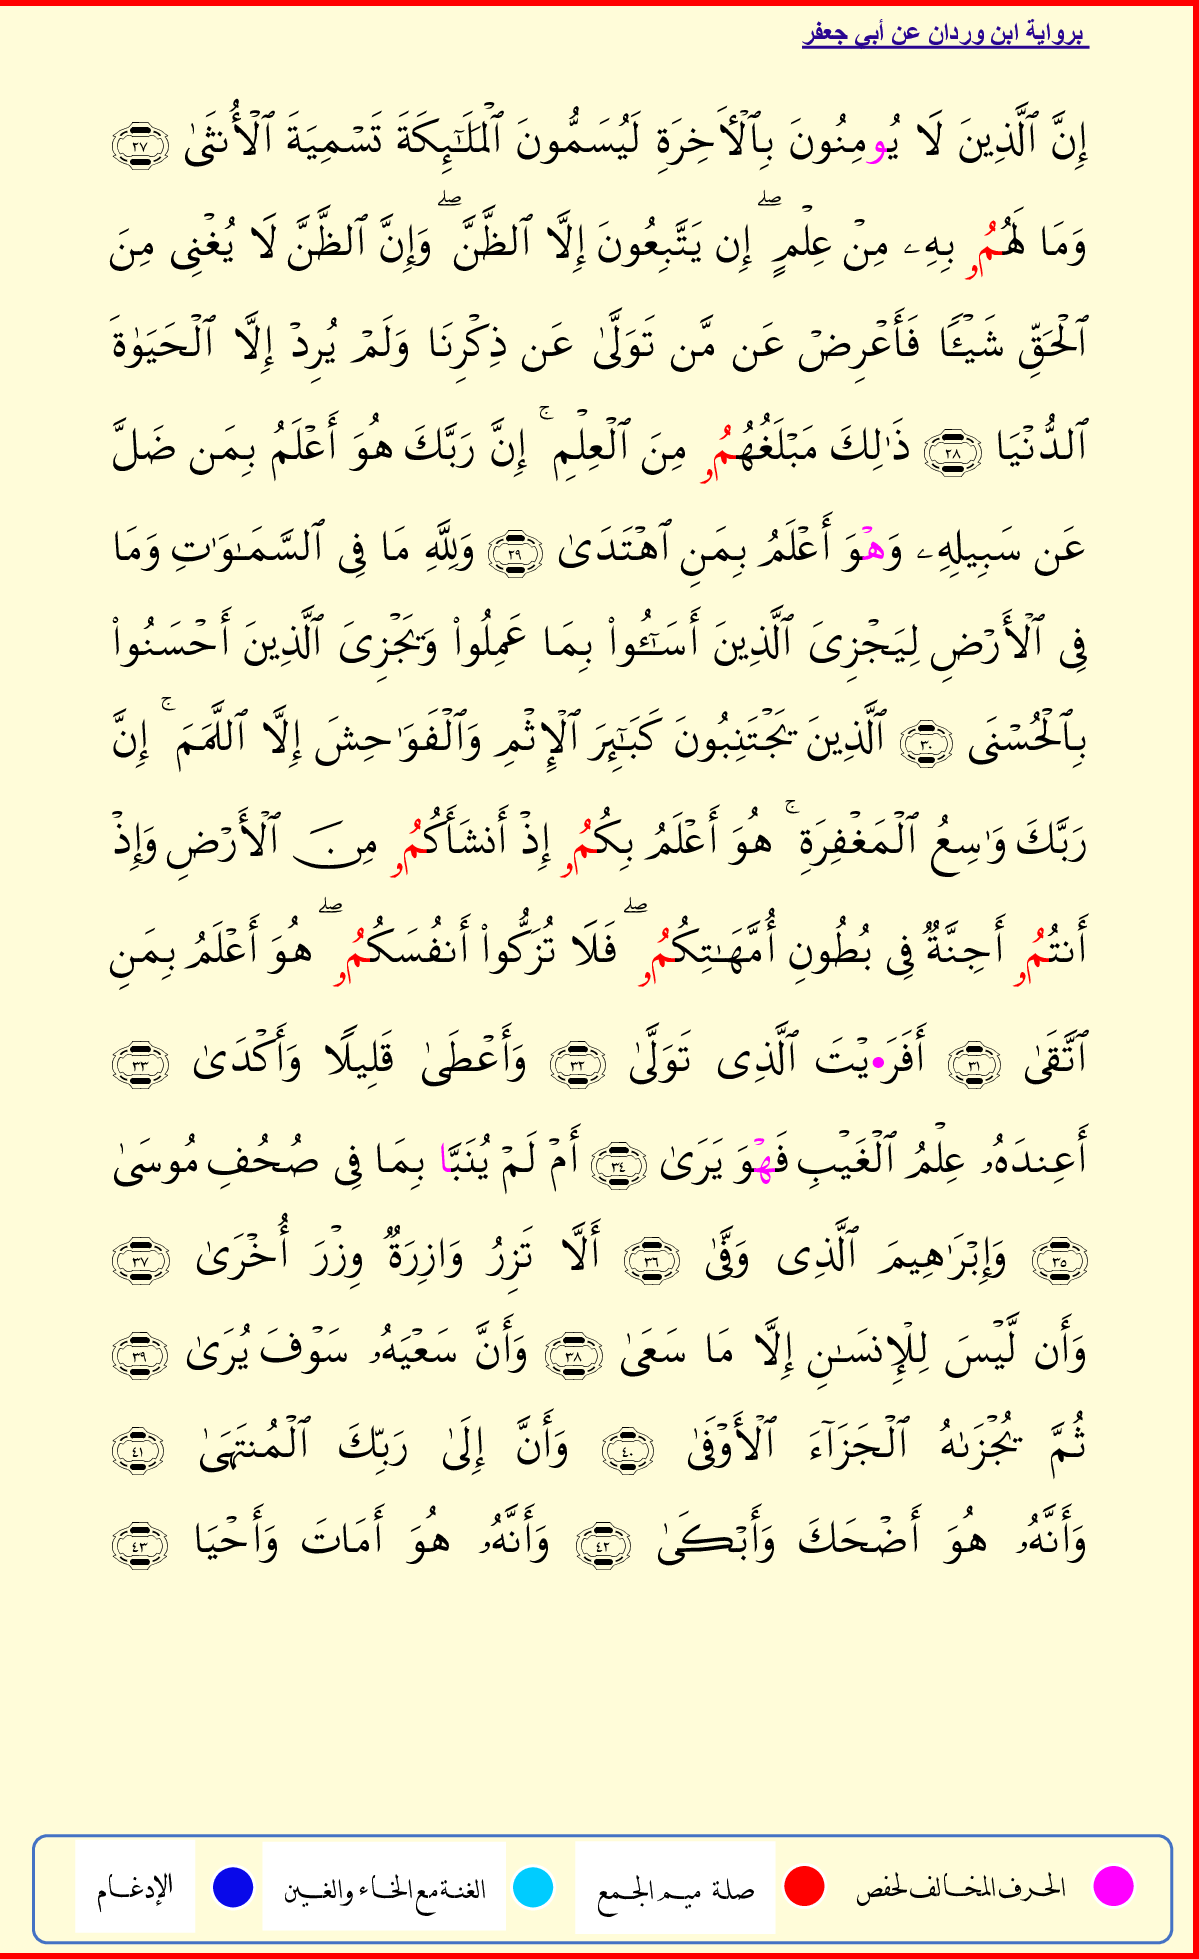 برواية ابن وردان عن أبي جعفر
إِنَّ ٱلَّذِينَ لَا يُومِنُونَ بِٱلْأَخِرَةِ لَيُسَمُّونَ ٱلْمَلَـٰٓئِكَةَ تَسْمِيَةَ ٱلْأُنثَىٰ ٢٧
وَمَا لَهُمُۥ بِهِۦ مِنْ عِلْمٍ ۖ إِن يَتَّبِعُونَ إِلَّا ٱلظَّنَّ ۖ وَإِنَّ ٱلظَّنَّ لَا يُغْنِى مِنَ
ٱلْحَقِّ شَيْـًٔا فَأَعْرِضْ عَن مَّن تَوَلَّىٰ عَن ذِكْرِنَا وَلَمْ يُرِدْ إِلَّا ٱلْحَيَوٰةَ
ٱلدُّنْيَا ٢٨ ذَٰلِكَ مَبْلَغُهُمُۥ مِنَ ٱلْعِلْمِ ۚ إِنَّ رَبَّكَ هُوَ أَعْلَمُ بِمَن ضَلَّ
عَن سَبِيلِهِۦ وَهْوَ أَعْلَمُ بِمَنِ ٱهْتَدَىٰ ٢٩ وَلِلَّهِ مَا فِى ٱلسَّمَـٰوَٰتِ وَمَا
فِى ٱلْأَرْضِ لِيَجْزِىَ ٱلَّذِينَ أَسَـٰٓـُٔوا۟ بِمَا عَمِلُوا۟ وَيَجْزِىَ ٱلَّذِينَ أَحْسَنُوا۟
بِٱلْحُسْنَى ٣٠ ٱلَّذِينَ يَجْتَنِبُونَ كَبَـٰٓئِرَ ٱلْإِثْمِ وَٱلْفَوَٰحِشَ إِلَّا ٱللَّمَمَ ۚ إِنَّ
رَبَّكَ وَٰسِعُ ٱلْمَغْفِرَةِ ۚ هُوَ أَعْلَمُ بِكُمُۥ إِذْ أَنشَأَكُمُۥ مِن ٱلْأَرْضِ وَإِذْ
أَنتُمُۥ أَجِنَّةٌ فِى بُطُونِ أُمَّهَـٰتِكُمُۥ ۖ فَلَا تُزَكُّوا۟ أَنفُسَكُمُۥ ۖ هُوَ أَعْلَمُ بِمَنِ
ٱتَّقَىٰ ٣١ أَفَرَ•يْتَ ٱلَّذِى تَوَلَّىٰ ٣٢ وَأَعْطَىٰ قَلِيلًا وَأَكْدَىٰ ٣٣
أَعِندَهُۥ عِلْمُ ٱلْغَيْبِ فَهْوَ يَرَىٰ ٣٤ أَمْ لَمْ يُنَبَّا بِمَا فِى صُحُفِ مُوسَىٰ
٣٥ وَإِبْرَٰهِيمَ ٱلَّذِى وَفَّىٰ ٣٦ أَلَّا تَزِرُ وَازِرَةٌ وِزْرَ أُخْرَىٰ ٣٧
وَأَن لَّيْسَ لِلْإِنسَـٰنِ إِلَّا مَا سَعَىٰ ٣٨ وَأَنَّ سَعْيَهُۥ سَوْفَ يُرَىٰ ٣٩
ثُمَّ يُجْزَىٰهُ ٱلْجَزَآءَ ٱلْأَوْفَىٰ ٤٠ وَأَنَّ إِلَىٰ رَبِّكَ ٱلْمُنتَهَىٰ ٤١
وَأَنَّهُۥ هُوَ أَضْحَكَ وَأَبْكَىٰ ٤٢ وَأَنَّهُۥ هُوَ أَمَاتَ وَأَحْيَا ٤٣
الحرف المخالف لحفص صلة ميم الجمع الغنة مع الخاء والغين الإدغام